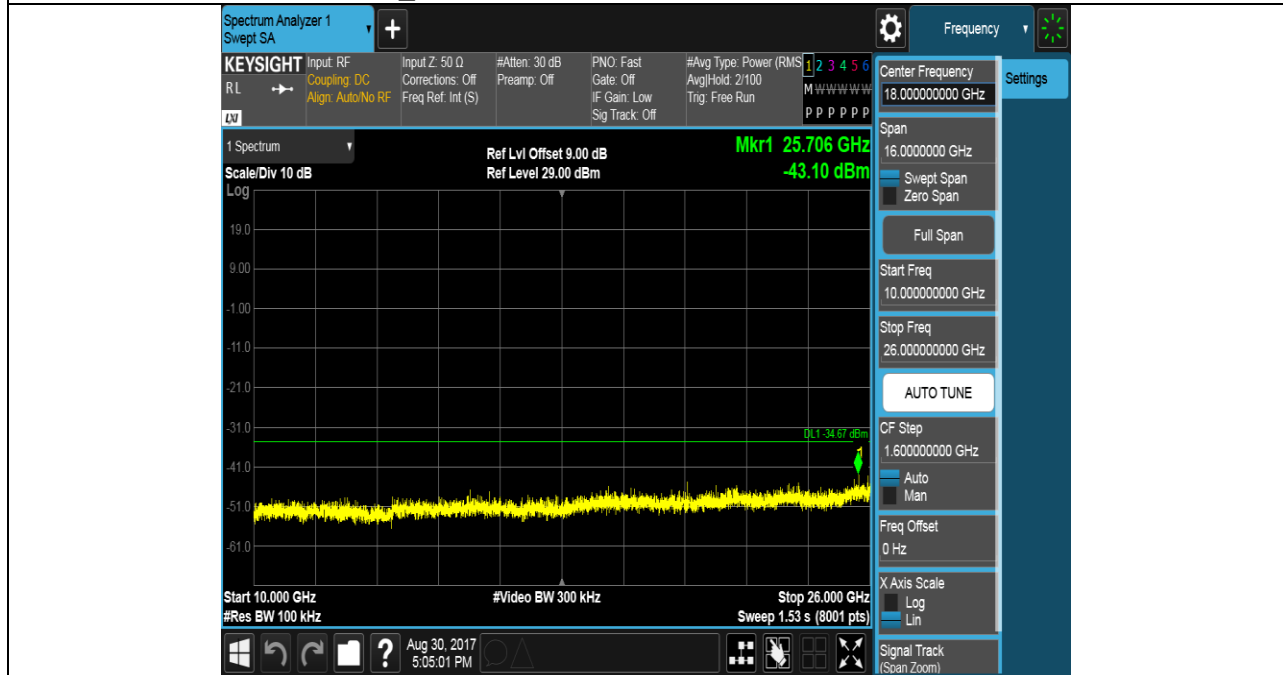 Spectrum Analyzer 1
Swept SA
+
Frequency
KEYSIGHT
RL
LXI
Input: RF
Coupling: DC
Align: Auto/No RF
Input Z: 50 Ω
Corrections: Off
Freq Ref: Int (S)
#Atten: 30 dB
Preamp: Off
PNO: Fast
Gate: Off
IF Gain: Low
Sig Track: Off
#Avg Type: Power (RMS
Avg|Hold: 2/100
Trig: Free Run
1 2 3 4 5 6
M W W W W W
P P P P P P
1 Spectrum
Scale/Div 10 dB
Ref Lvl Offset 9.00 dB
Ref Level 29.00 dBm
Mkr1 25.706 GHz
-43.10 dBm
Log
19.0
9.00
-1.00
-11.0
-21.0
-31.0
DL1 -34.67 dBm
1
-41.0
-51.0
-61.0
Start 10.000 GHz
#Res BW 100 kHz
#Video BW 300 kHz
Stop 26.000 GHz
Sweep 1.53 s (8001 pts)
?
Aug 30, 2017
5:05:01 PM
Center Frequency
18.000000000 GHz
Settings
Span
16.0000000 GHz
Swept Span
Zero Span
Full Span
Start Freq
10.000000000 GHz
Stop Freq
26.000000000 GHz
AUTO TUNE
CF Step
1.600000000 GHz
Auto
Man
Freq Offset
0 Hz
X Axis Scale
Log
Lin
Signal Track
(Span Zoom)